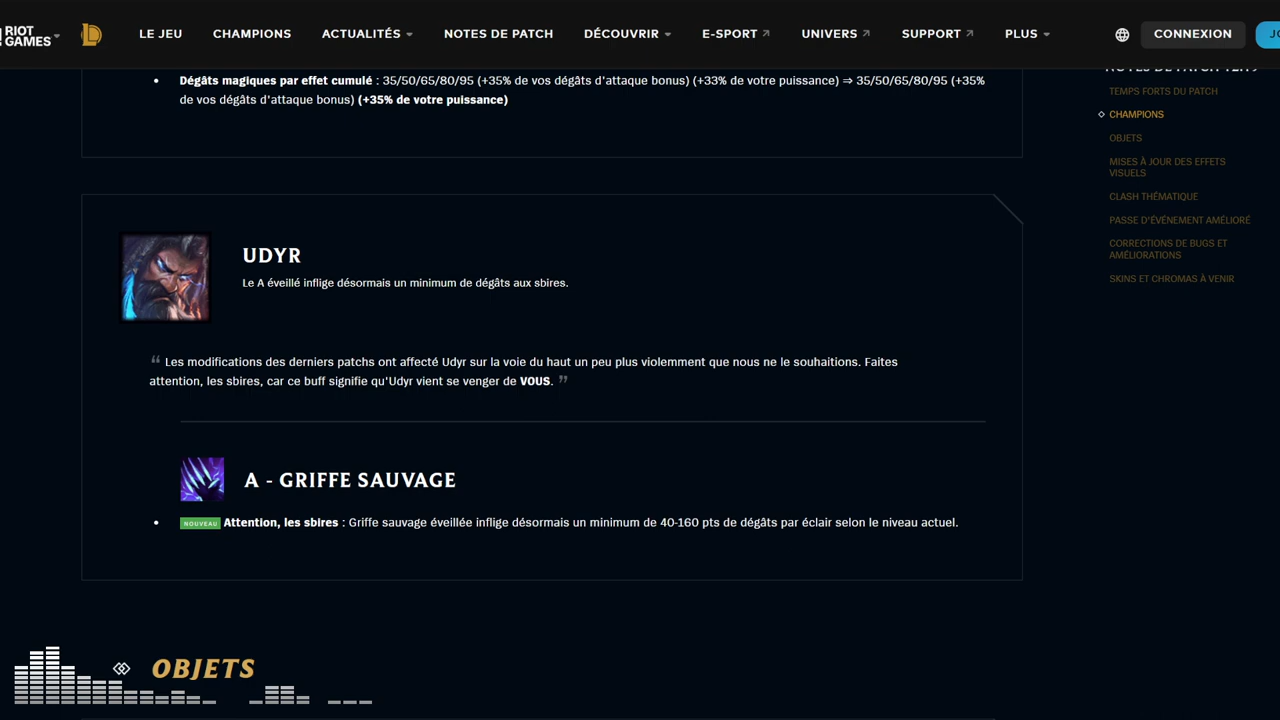 RIOT
GAMES
LE JEU
CHAMPIONS
ACTUALITÉS
NOTES DE PATCH
DÉCOUVRIR
E-SPORT
UNIVERS
SUPPORT
PLUS
CONNEXION
Dégâts magiques par effet cumulé : 35/50/65/80/95 (+35% de vos dégâts d'attaque bonus) (+33% de votre puissance) ⇒ 35/50/65/80/95 (+35%
de vos dégâts d'attaque bonus) (+35% de votre puissance)
TEMPS FORTS DU PATCH
CHAMPIONS
OBJETS
MISES À JOUR DES EFFETS
VISUELS
CLASH THÉMATIQUE
PASSE D'ÉVÉNEMENT AMÉLIORÉ
CORRECTIONS DE BUGS ET
AMÉLIORATIONS
SKINS ET CHROMAS À VENIR
UDYR
Le A éveillé inflige désormais un minimum de dégâts aux sbires.
“ Les modifications des derniers patchs ont affecté Udyr sur la voie du haut un peu plus violemment que nous ne le souhaitions. Faites
attention, les sbires, car ce buff signifie qu'Udyr vient se venger de VOUS. ”
A - GRIFFE SAUVAGE
NOUVEAU Attention, les sbires : Griffe sauvage éveillée inflige désormais un minimum de 40-160 pts de dégâts par éclair selon le niveau actuel.
OBJETS